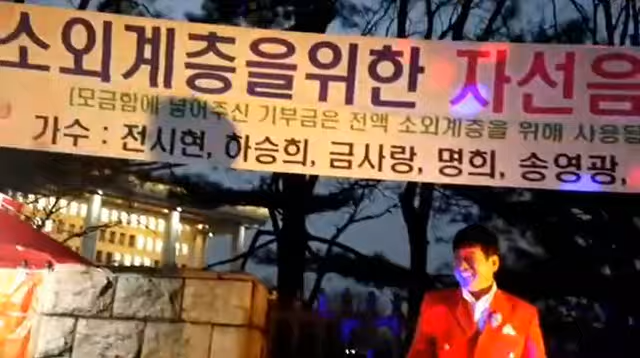 소외계층을위한 자선음
[모금함에 넣어주신 기부금은 전액 소외계층을 위해 사용됨
가수 : 전시현, 하승희, 금사랑, 명희, 송영광,